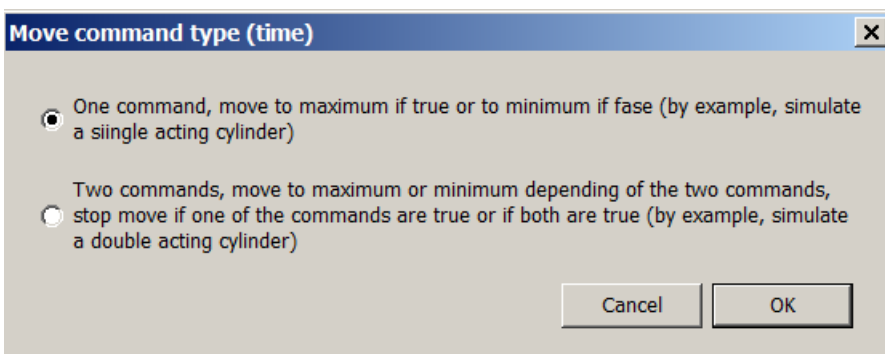 Move command type (time)
One command, move to maximum if true or to minimum if fase (by example, simulate
a siingle acting cylinder)
Two commands, move to maximum or minimum depending of the two commands,
stop move if one of the commands are true or if both are true (by example, simulate
a double acting cylinder)
Cancel OK